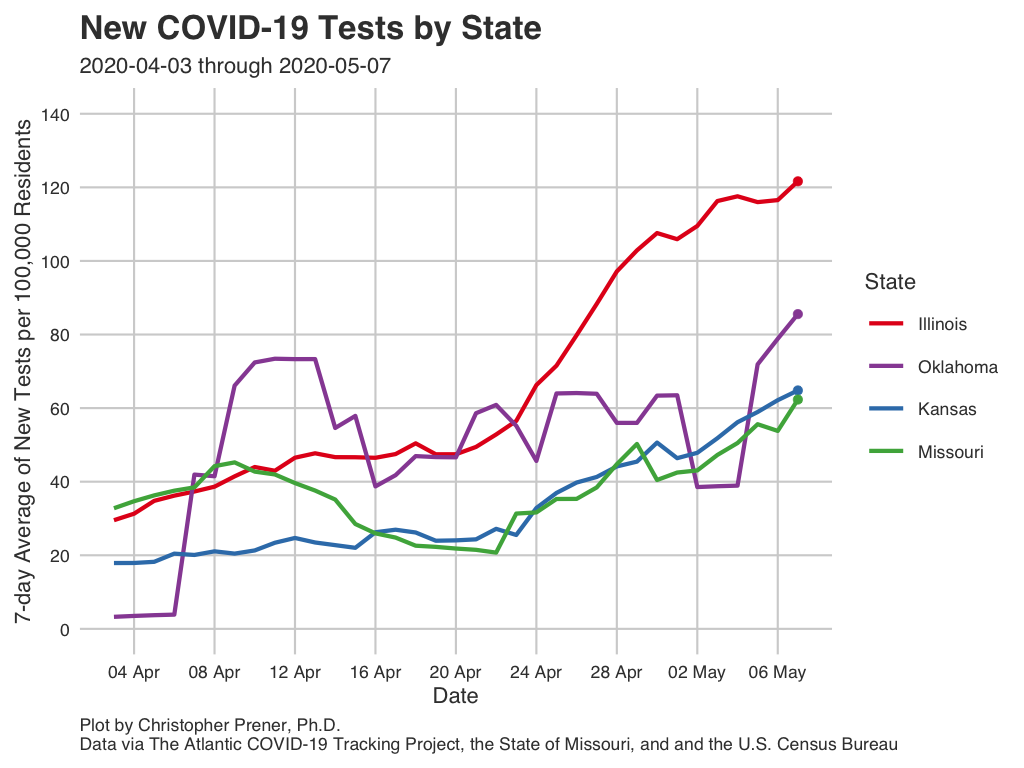 New COVID-19 Tests by State
2020-04-03 through 2020-05-07
7-day Average of New Tests per 100,000 Residents
140
120
100
80
60
40
20
0
04 Apr
08 Apr
12 Apr
16 Apr
20 Apr
24 Apr
28 Apr
02 May
06 May
Date
State
Illinois
Oklahoma
Kansas
Missouri
Plot by Christopher Prener, Ph.D.
Data via The Atlantic COVID-19 Tracking Project, the State of Missouri, and and the U.S. Census Bureau